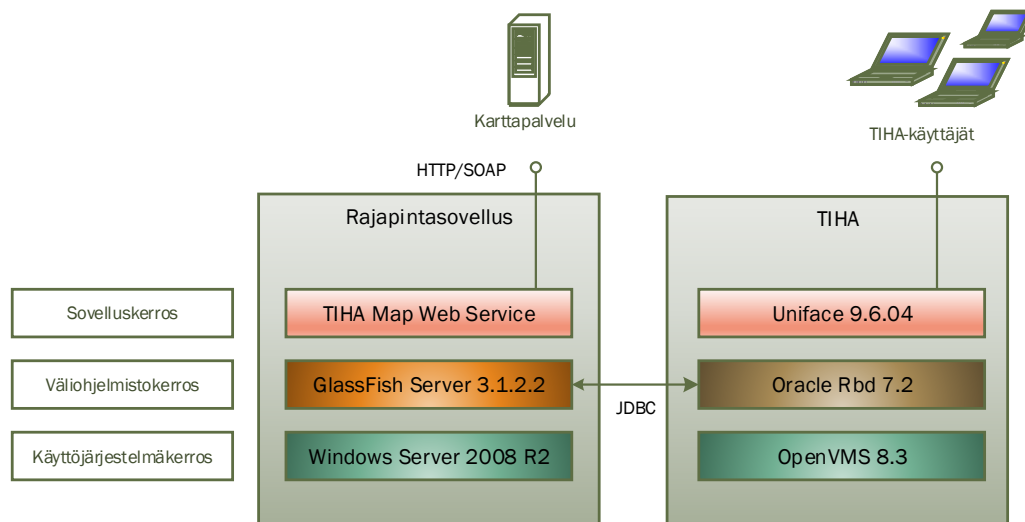 Karttapalvelu
TIHA-käyttäjät
HTTP/SOAP
Rajapintasovellus
TIHA
Sovelluskerros
TIHA Map Web Service
Uniface 9.6.04
Väliohjelmistokerros
GlassFish Server 3.1.2.2
JDBC
Oracle Rbd 7.2
Käyttöjärjestelmäkerros
Windows Server 2008 R2
OpenVMS 8.3